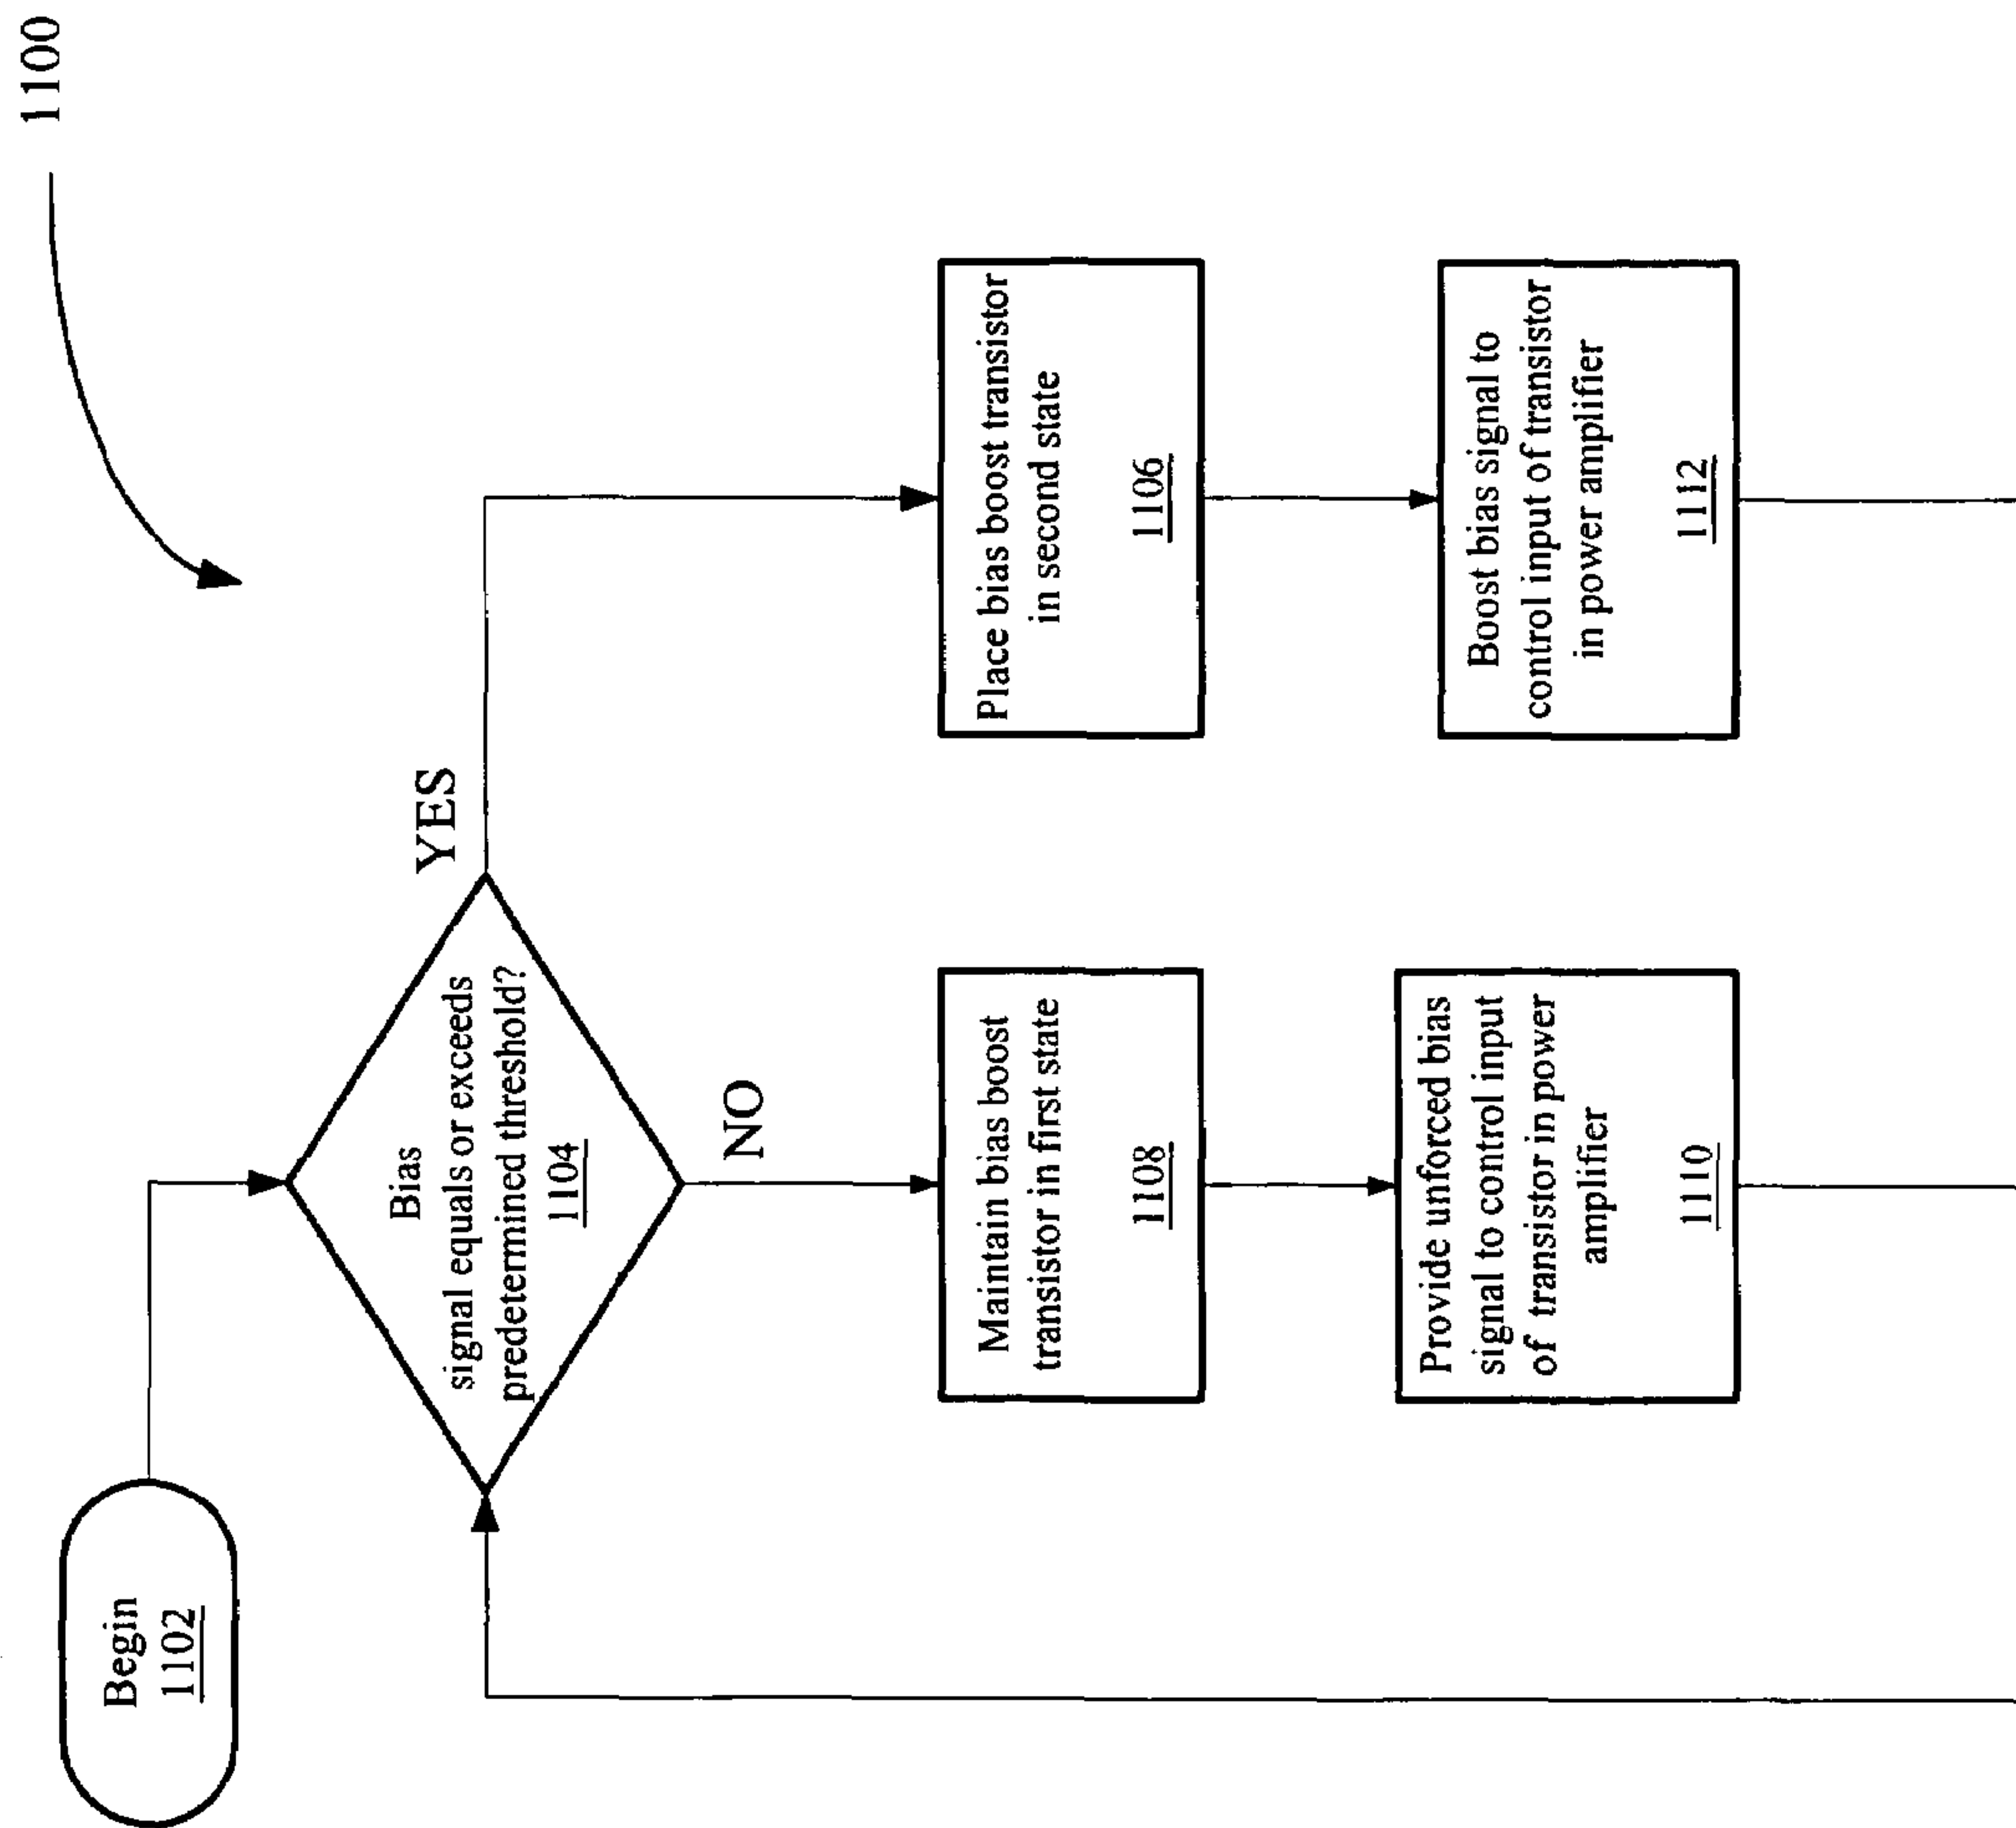 1100
Begin
1102
Bias
signal equals or exceeds
predetermined threshold?
1104
YES
NO
Place bias boost transistor
in second state
1106
Maintain bias boost
transistor in first state
1108
Boost bias signal to
control input of transistor
in power amplifier
1112
Provide unforced bias
signal to control input
of transistor in power
amplifier
1110